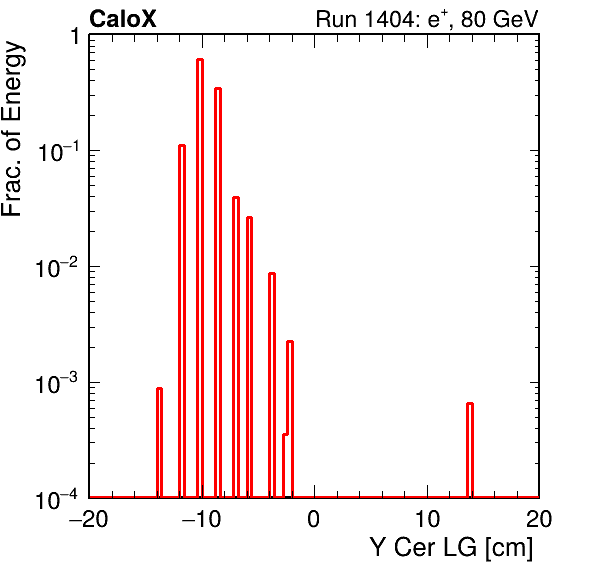 CaloX Run 1404: e⁺, 80 GeV
Frac. of Energy
1
10⁻¹
10⁻²
10⁻³
10⁻⁴
−20 −10 0 10 20
Y Cer LG [cm]